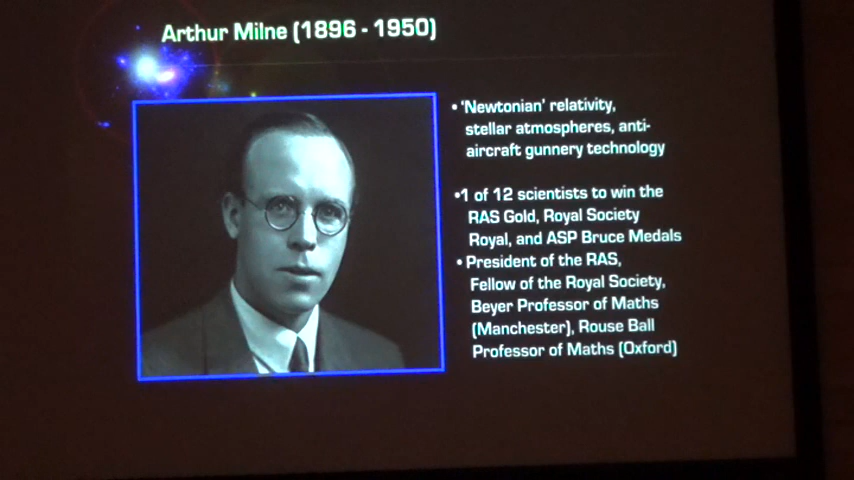 Arthur Milne (1896 - 1950)
• 'Newtonian' relativity,
stellar atmospheres, anti-
aircraft gunnery technology
•1 of 12 scientists to win the
RAS Gold, Royal Society
Royal, and ASP Bruce Medals
• President of the RAS,
Fellow of the Royal Society,
Beyer Professor of Maths
(Manchester), Rouse Ball
Professor of Maths (Oxford)